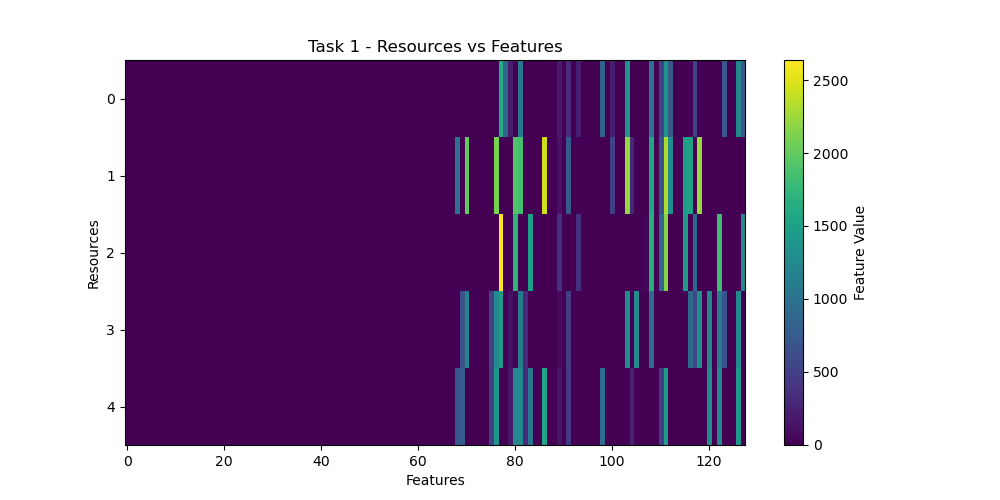 Task 1 - Resources vs Features
Resources
0
1
2
3
4
0 20 40 60 80 100 120
Features
2500
2000
1500
1000
500
0
Feature Value